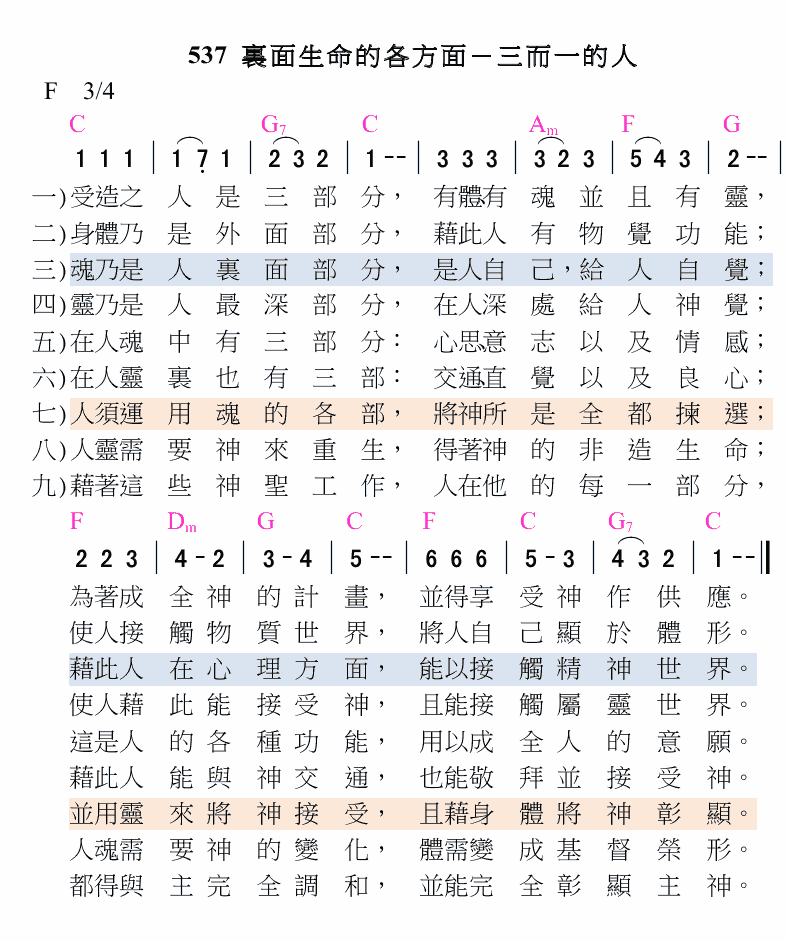 537 裏面生命的各方面－三而一的人
F 3/4
C G7 C Am F G
1 1 1 | 1 7 1 | 2 3 2 | 1 -- | 3 3 3 | 3 2 3 | 5 4 3 | 2 -- |
一)受造之人是三部分，有體、有魂並且有靈，
二)身體乃是外面部分，藉此人有物覺功能；
三)魂乃是人裏面部分，是人自己，給人自覺；
四)靈乃是人最深部分，在人深處給人神覺；
五)在人魂中有三部分：心思、意志以及情感；
六)在人靈裏也有三部：交通、直覺以及良心；
七)人須運用魂的各部，將神所是全都揀選；
八)人靈需要神來重生，得著神的非造生命；
九)藉著這些神聖工作，人在他的每一部分，
F Dm G C F C G7 C
2 2 3 | 4 - 2 | 3 - 4 | 5 -- | 6 6 6 | 5 - 3 | 4 3 2 | 1 -- ||
為著成全神的計畫，並得享受神作供應。
使人接觸物質世界，將人自己顯於體形。
藉此人在心理方面，能以接觸精神世界。
使人藉此能接受神，且能接觸屬靈世界。
這是人的各種功能，用以成全人的意願。
藉此人能與神交通，也能敬拜並接受神。
並用靈來將神接受，且藉身體將神彰顯。
人魂需要神的變化，體需變成基督榮形。
都得與主完全調和，並能完全彰顯主神。